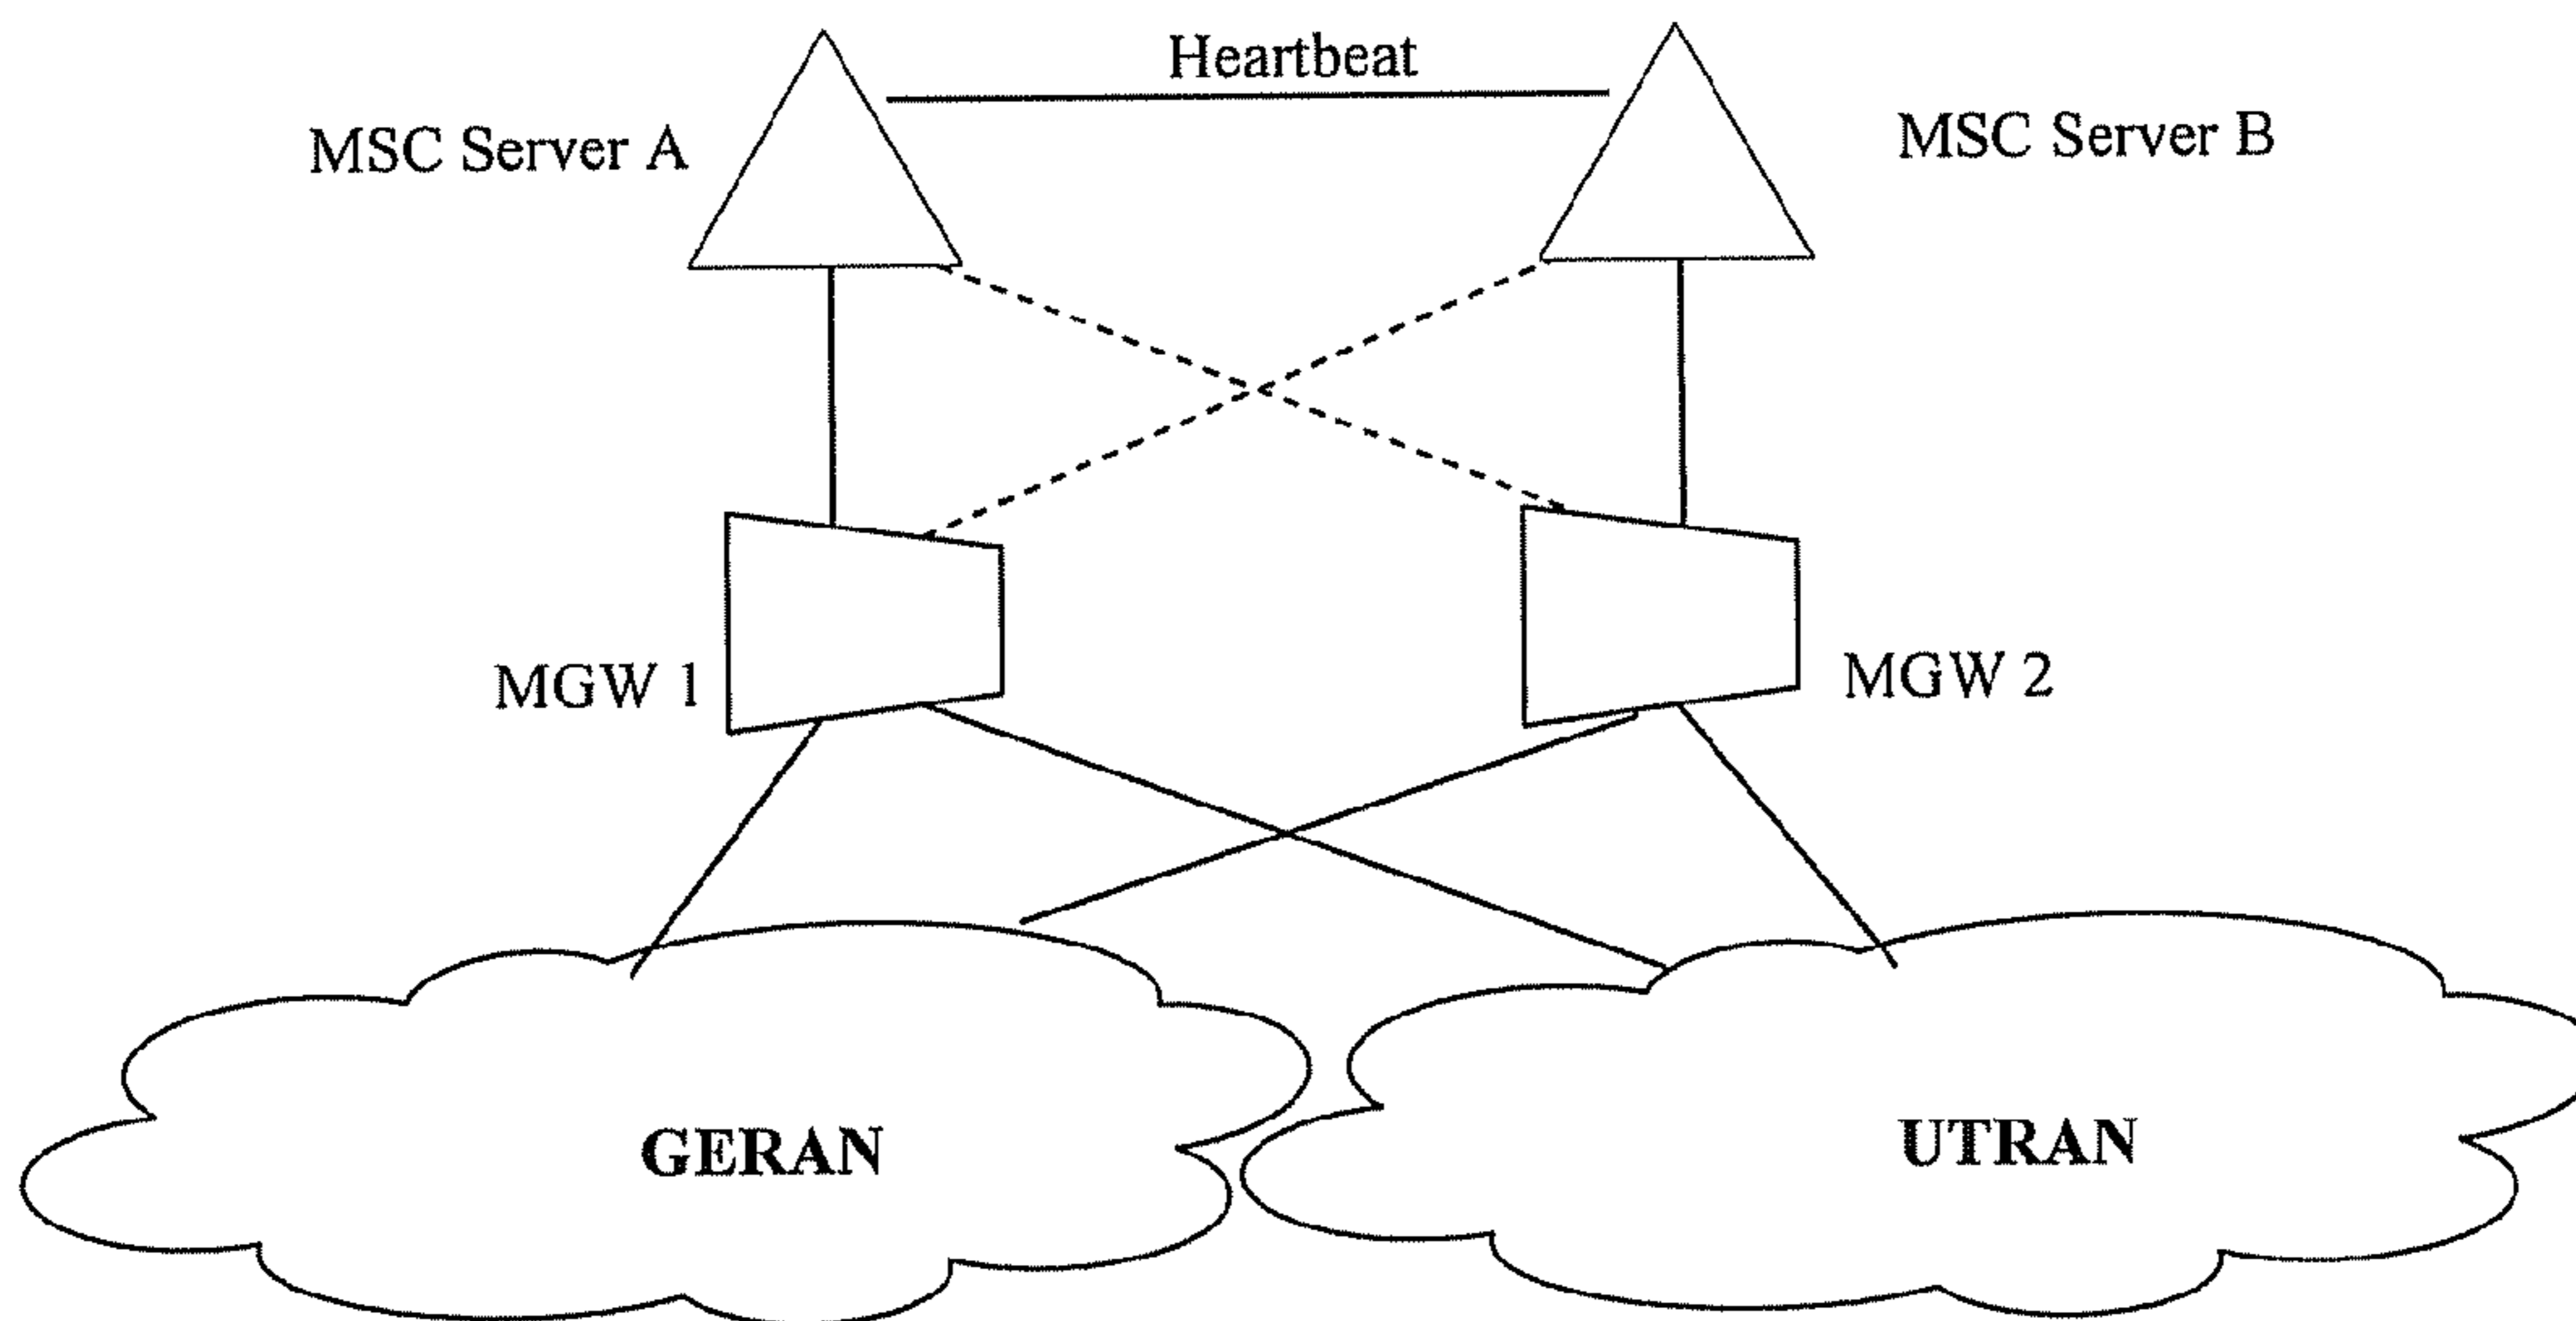 Heartbeat
MSC Server A
MSC Server B
MGW 1
MGW 2
GERAN
UTRAN